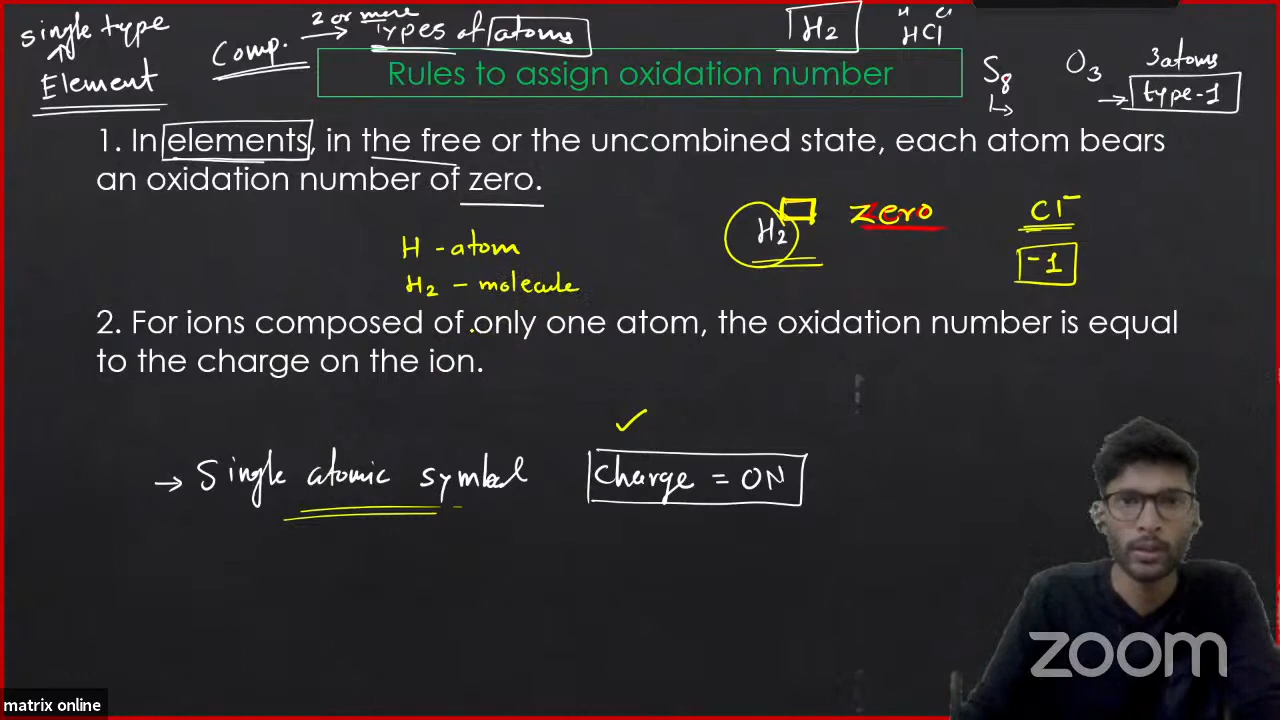 single type
Element
Comp.
2 or more
Types of atoms
H₂
H Cl
HCl
S₈
O₃
3 atoms
type-1
Rules to assign oxidation number
1. In elements, in the free or the uncombined state, each atom bears
an oxidation number of zero.
H - atom
H₂ - molecule
H₂
zero
Cl⁻
-1
2. For ions composed of only one atom, the oxidation number is equal
to the charge on the ion.
→ Single atomic symbol
Charge = ON
zoom
matrix online